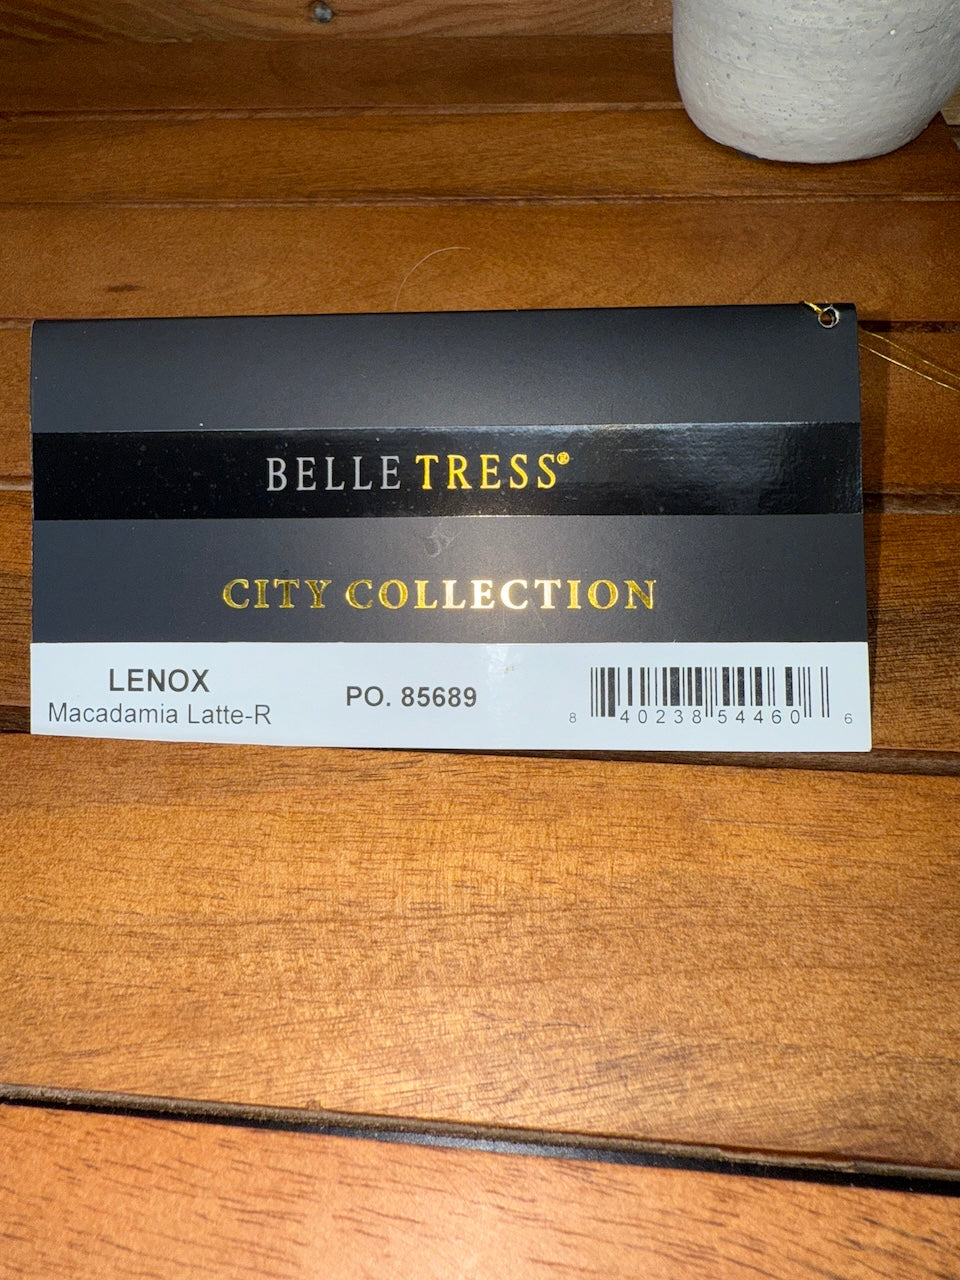 BELLE TRESS®
CITY COLLECTION
LENOX
Macadamia Latte-R
PO. 85689
8 40238 54460 6